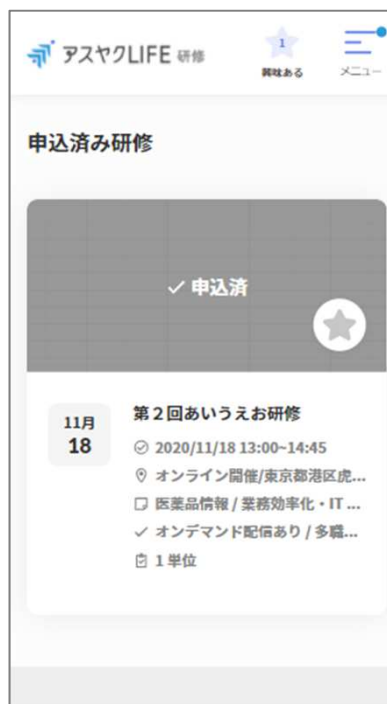 アスヤクLIFE 研修
1
興味ある
メニュー
申込済み研修
申込済
11月
18
第２回あいうえお研修
2020/11/18 13:00~14:45
オンライン開催/東京都港区虎...
医薬品情報 / 業務効率化・IT ...
オンデマンド配信あり / 多職...
1 単位